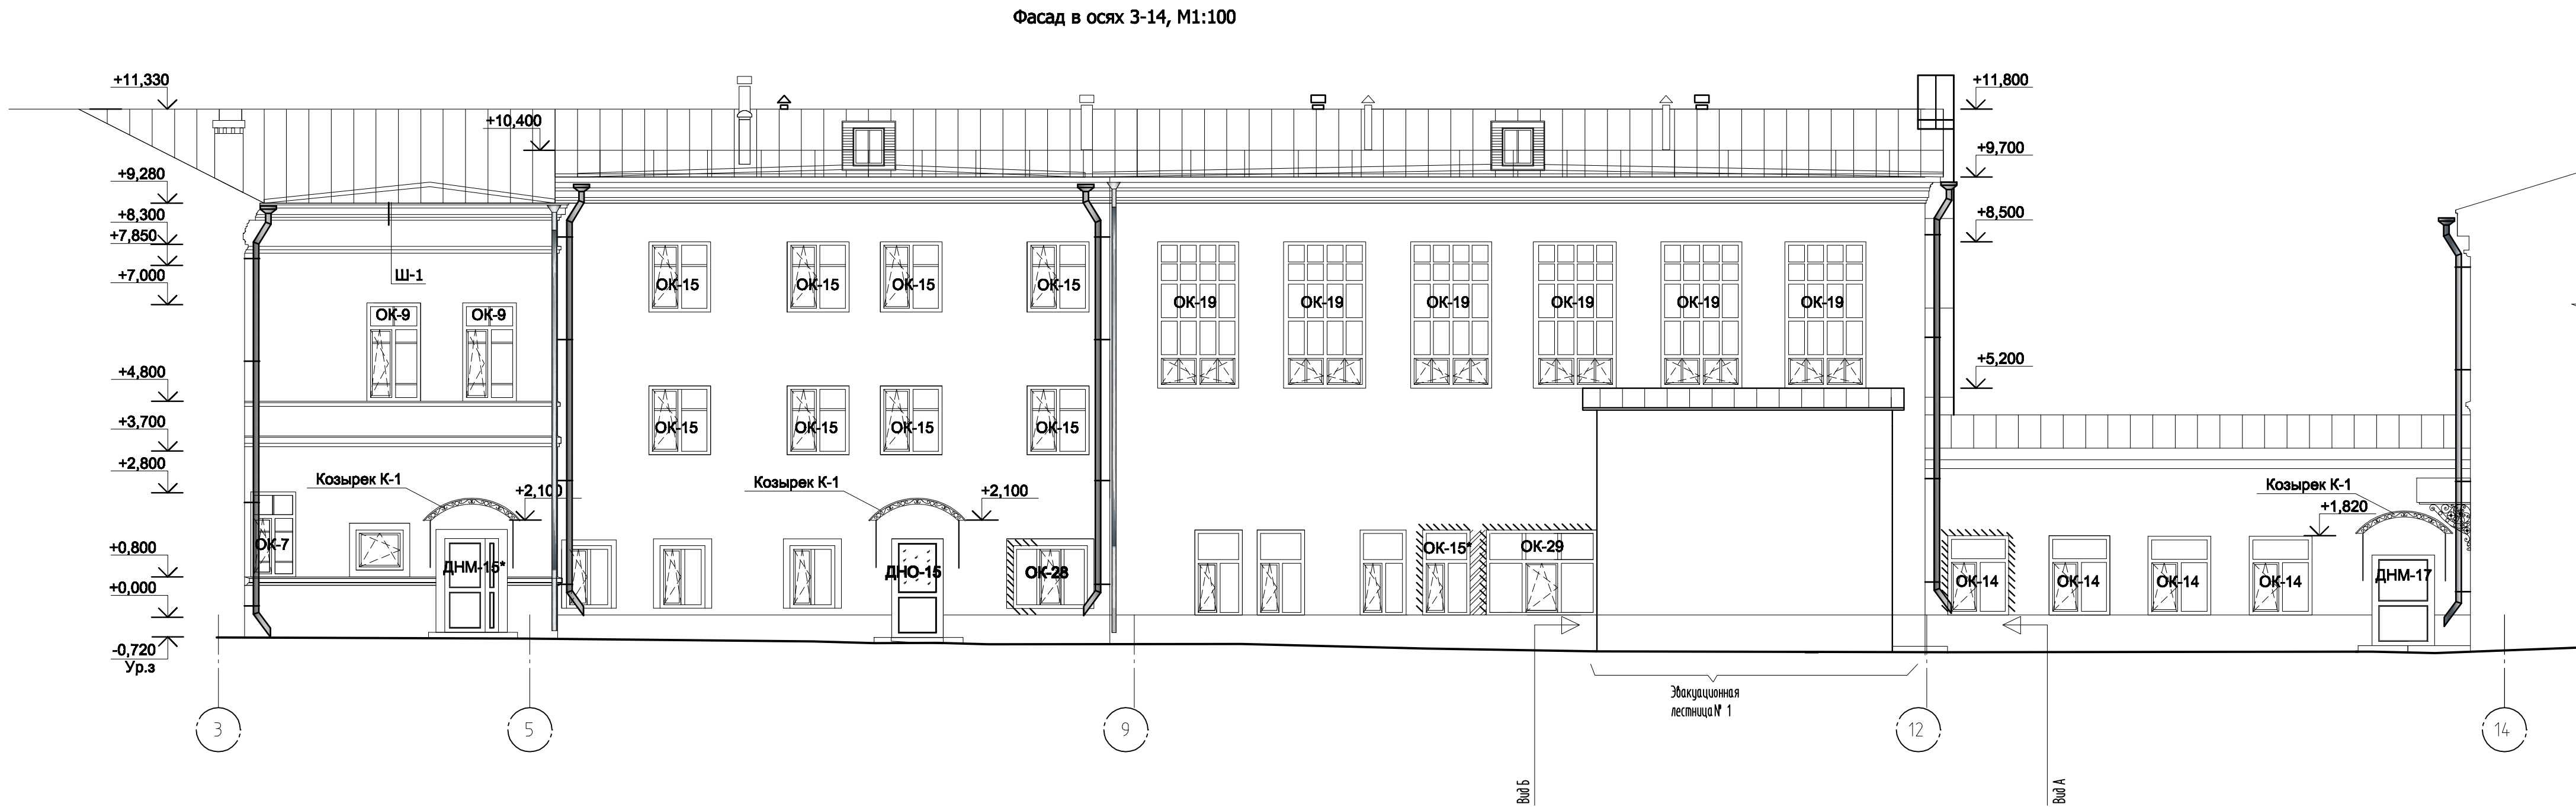 Фасад в осях 3-14, М1:100
+11,330
+11,800
+10,400
+9,700
+9,280
+8,300
+8,500
+7,850
+7,000
Ш-1
ОК-15 ОК-15 ОК-15 ОК-15
ОК-19 ОК-19 ОК-19 ОК-19 ОК-19 ОК-19
ОК-9 ОК-9
+5,200
+4,800
+3,700
ОК-15 ОК-15 ОК-15 ОК-15
+2,800
Козырек К-1
+2,100
Козырек К-1
+2,100
Козырек К-1
+1,820
+0,800
ОК-7
ДНМ-15*
ДНО-15
ОК-28
ОК-15*
ОК-29
ОК-14 ОК-14 ОК-14 ОК-14
ДНМ-17
+0,000
-0,720
Ур.з
Эвакуационная
лестница № 1
3
5
9
12
14
Вид Б
Вид А